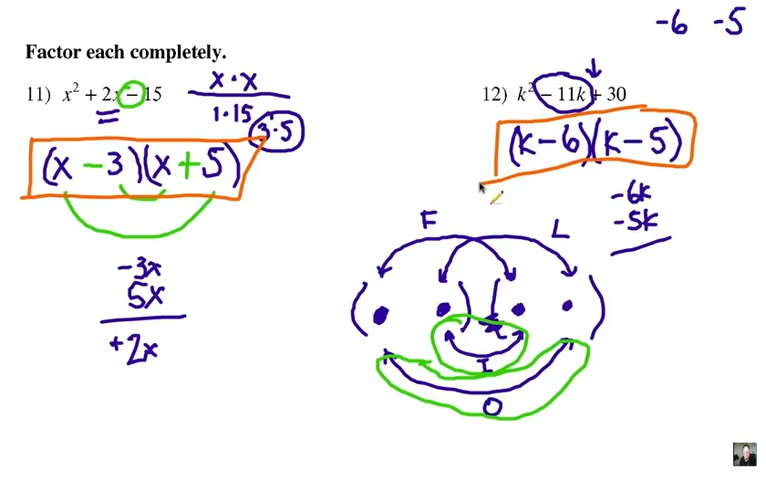 -6 -5
Factor each completely.
11) x² + 2x - 15
x·x
1·15
3·5
(x - 3)(x + 5)
-3x
5x
+2x
12) k² - 11k + 30
(k - 6)(k - 5)
-6k
-5k
F L
I
O